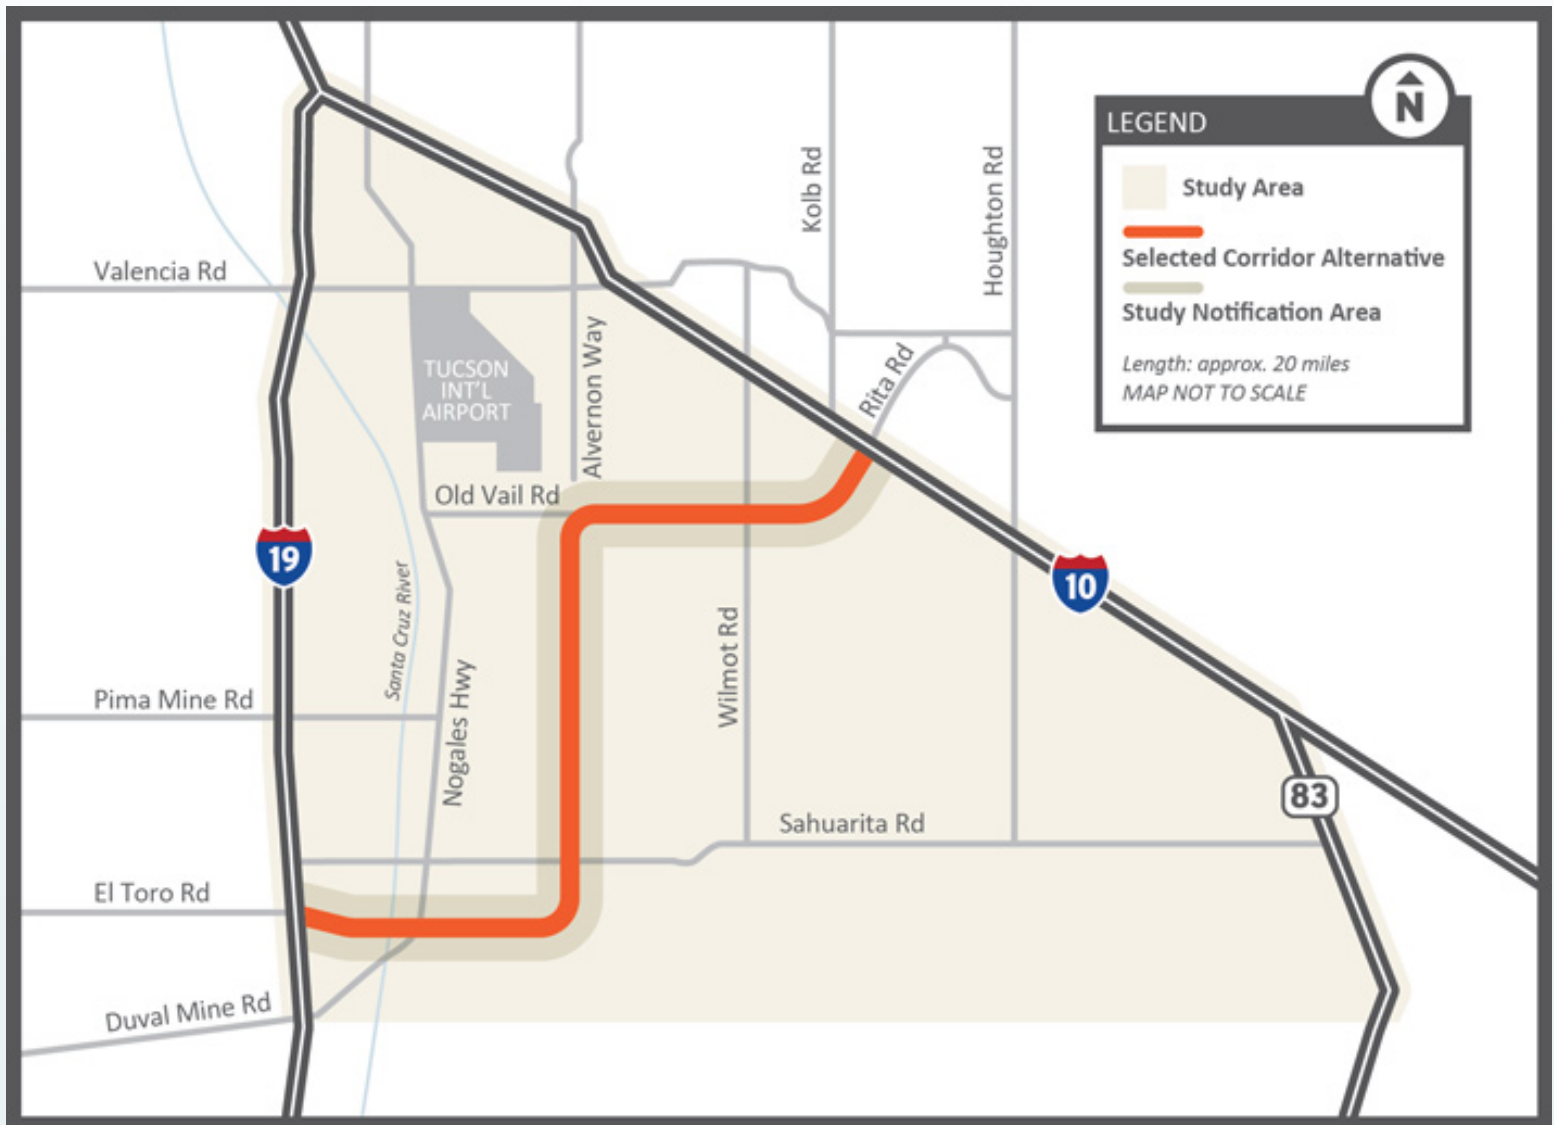 N
LEGEND
Study Area
Selected Corridor Alternative
Study Notification Area
Length: approx. 20 miles
MAP NOT TO SCALE
Kolb Rd
Houghton Rd
Valencia Rd
TUCSON
INT'L
AIRPORT
Alvernon Way
Rita Rd
Old Vail Rd
19
10
Santa Cruz River
Wilmot Rd
Pima Mine Rd
Nogales Hwy
83
Sahuarita Rd
El Toro Rd
Duval Mine Rd